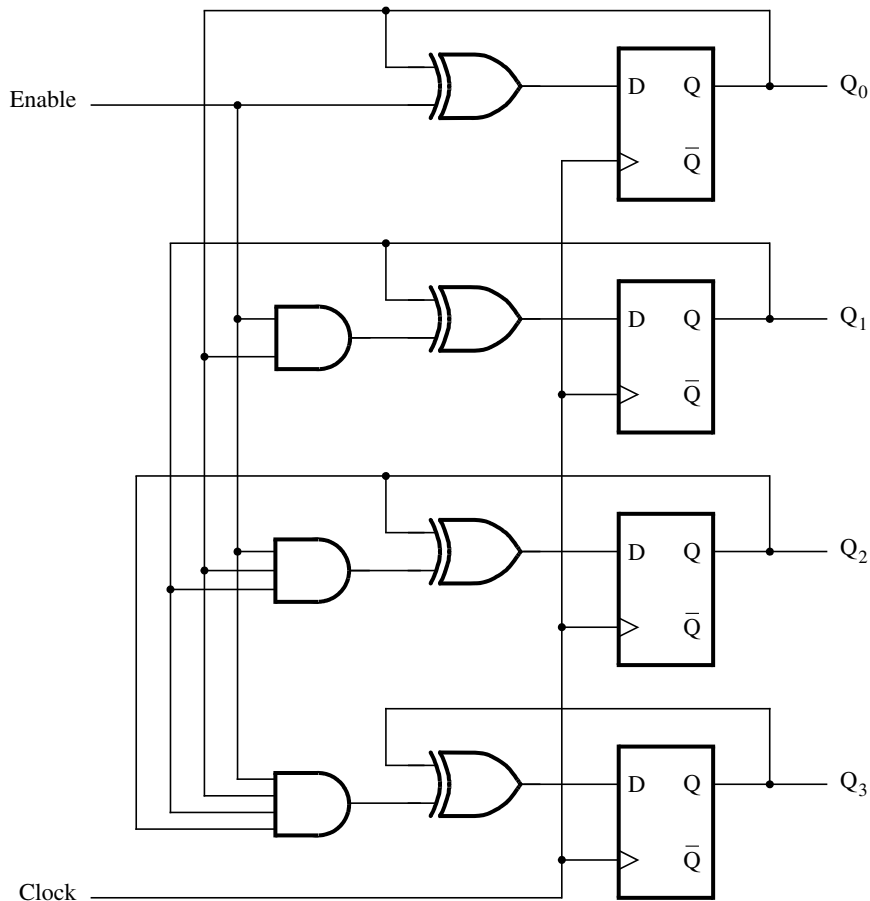 Enable
D Q Q₀
Q̅
D Q Q₁
Q̅
D Q Q₂
Q̅
D Q Q₃
Q̅
Clock